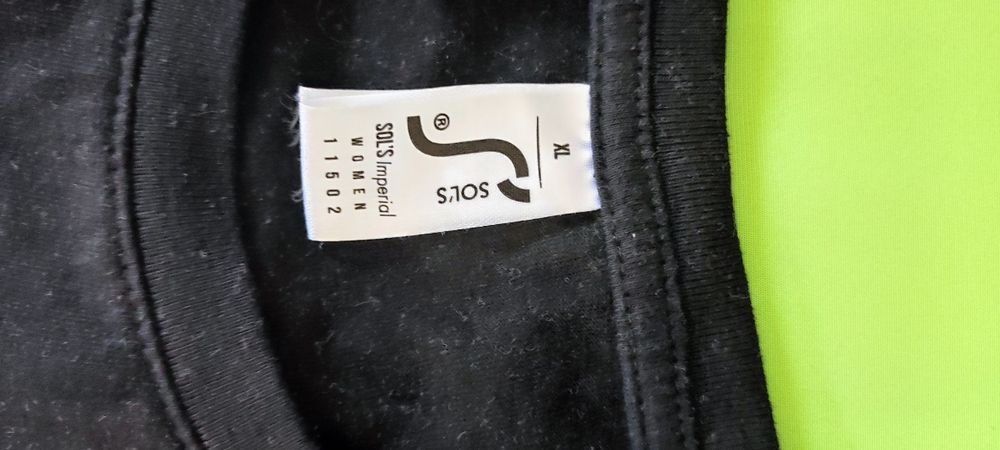 XL
SOL'S
®
SOL'S Imperial
WOMEN
11502